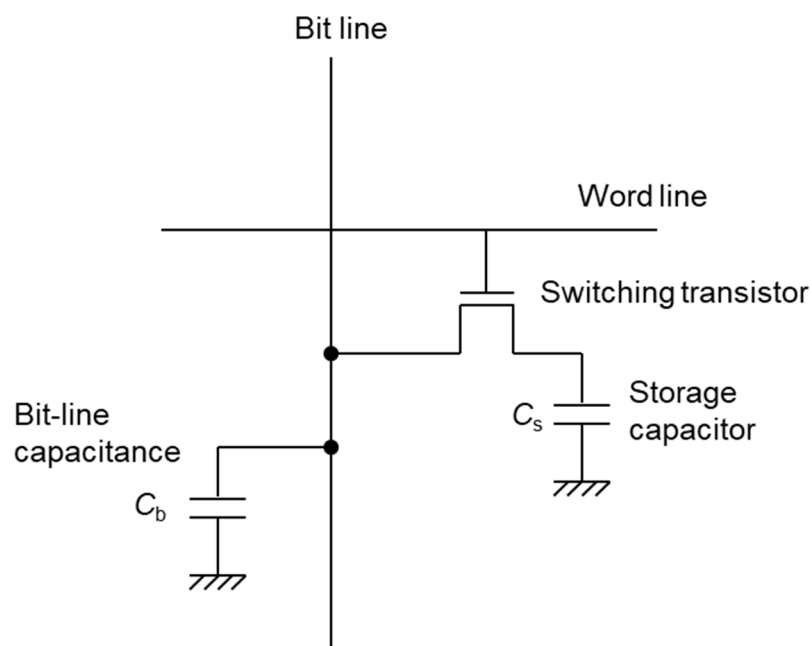 Bit line
Word line
Switching transistor
Storage
capacitor
Cs
Bit-line
capacitance
Cb